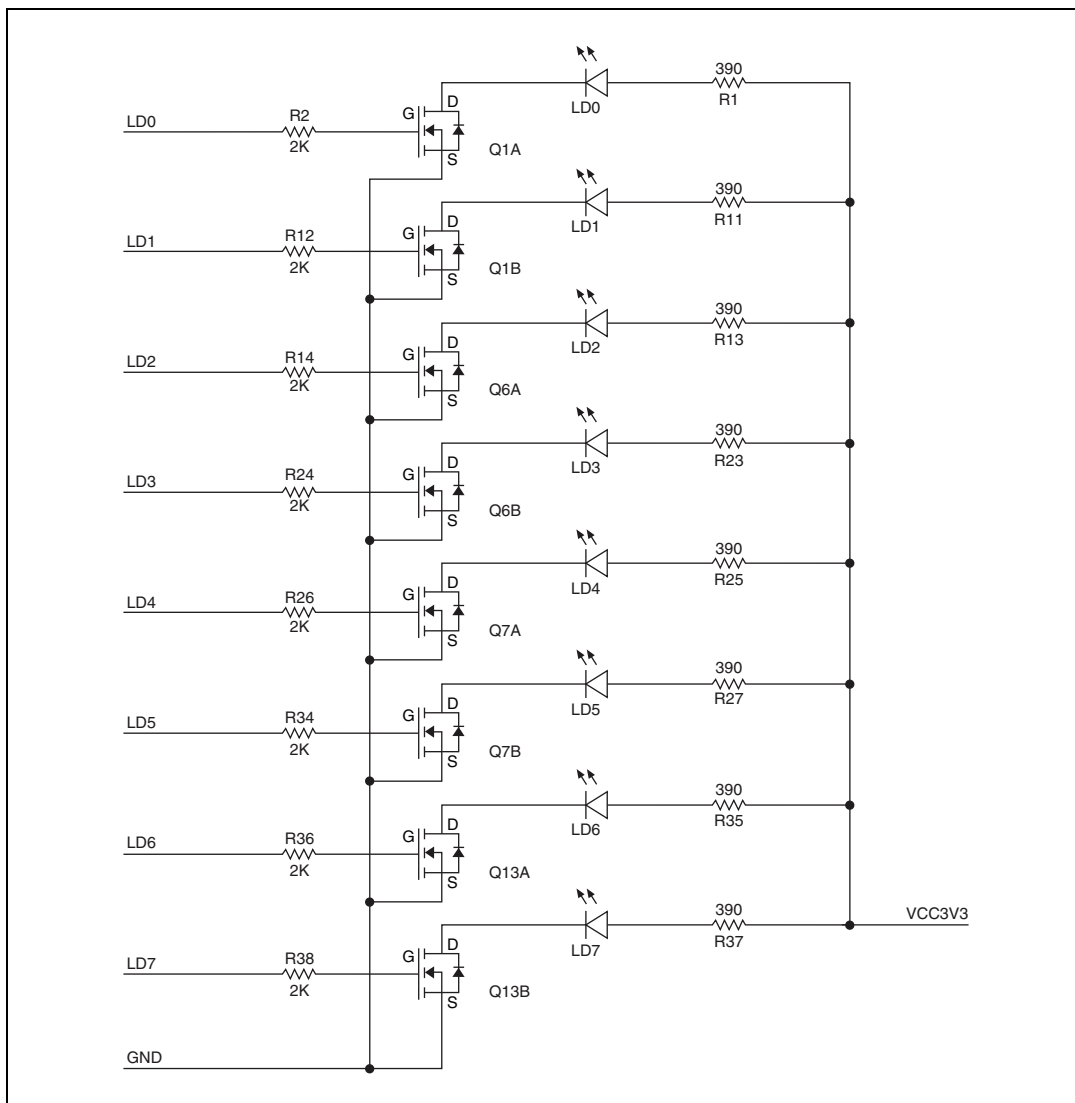 390
LD0
R1
LD0
R2
2K
G
D
S
Q1A
390
LD1
R11
LD1
R12
2K
G
D
S
Q1B
390
LD2
R13
LD2
R14
2K
G
D
S
Q6A
390
LD3
R23
LD3
R24
2K
G
D
S
Q6B
390
LD4
R25
LD4
R26
2K
G
D
S
Q7A
390
LD5
R27
LD5
R34
2K
G
D
S
Q7B
390
LD6
R35
LD6
R36
2K
G
D
S
Q13A
390
VCC3V3
LD7
R37
LD7
R38
2K
G
D
S
Q13B
GND